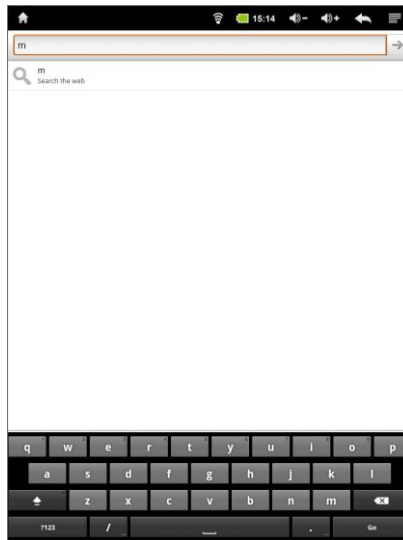 15:14
m
m
Search the web
q w e r t y u i o p
a s d f g h j k l
z x c v b n m
?123 / . Go